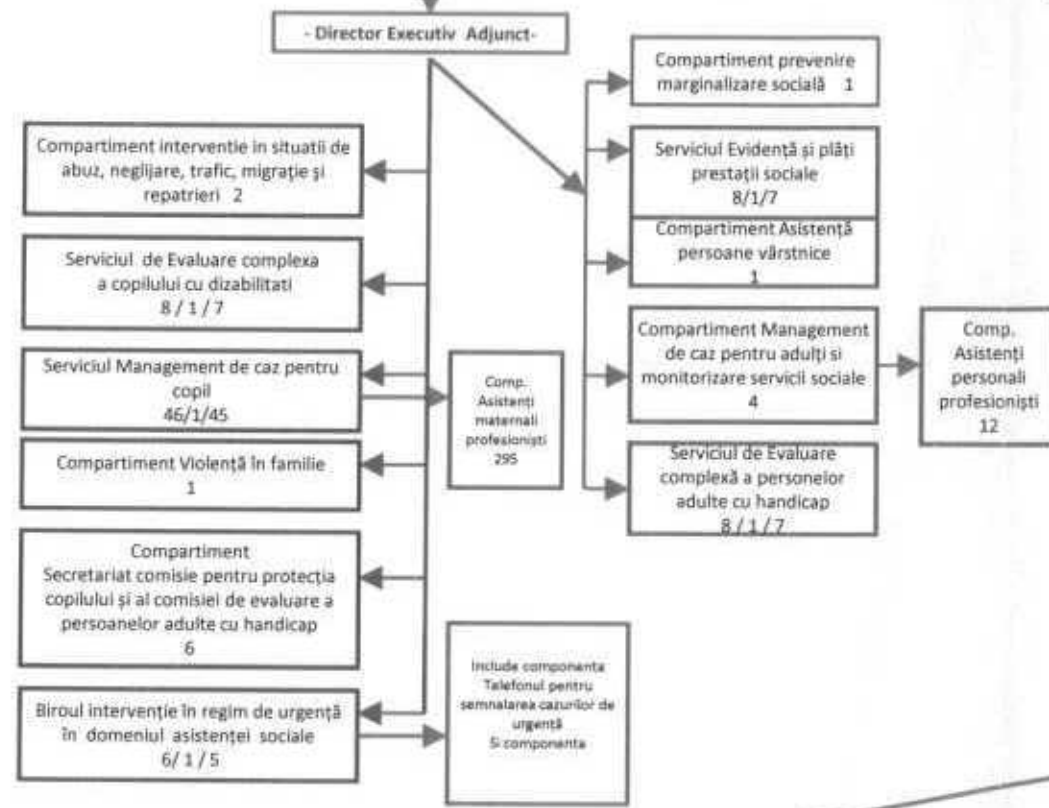 - Director Executiv Adjunct-
Compartiment interventie in situatii de
abuz, neglijare, trafic, migrație și
repatrieri 2
Serviciul de Evaluare complexa
a copilului cu dizabilitati
8 / 1 / 7
Serviciul Management de caz pentru
copil
46/1/45
Comp.
Asistenți
maternali
profesioniști
295
Compartiment Violență în familie
1
Compartiment
Secretariat comisie pentru protecția
copilului și al comisiei de evaluare a
persoanelor adulte cu handicap
6
Biroul intervenție în regim de urgență
în domeniul asistenței sociale
6/ 1 / 5
Include componenta
Telefonul pentru
semnalarea cazurilor de
urgență
Si componenta
Compartiment prevenire
marginalizare socială 1
Serviciul Evidență și plăți
prestații sociale
8/1/7
Compartiment Asistență
persoane vârstnice
1
Compartiment Management
de caz pentru adulți si
monitorizare servicii sociale
4
Comp.
Asistenți
personali
profesioniști
12
Serviciul de Evaluare
complexă a personelor
adulte cu handicap
8 / 1 / 7